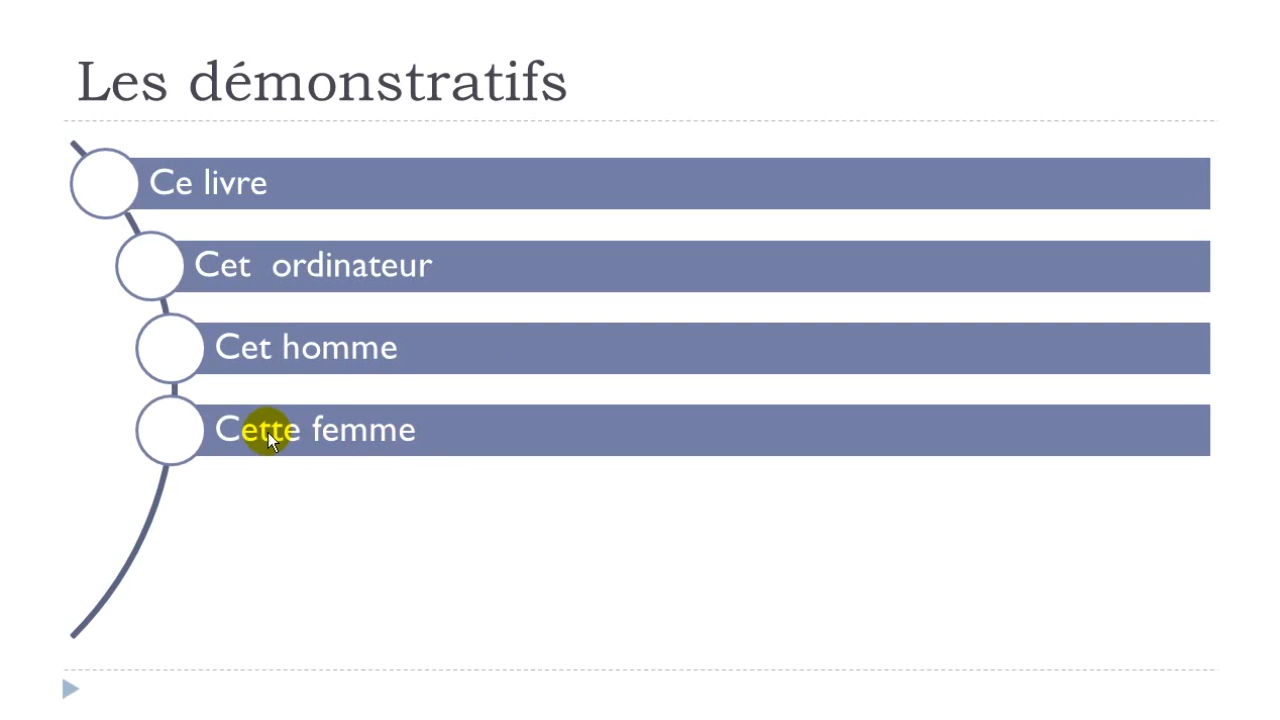 Les démonstratifs
Ce livre
Cet ordinateur
Cet homme
Cette femme